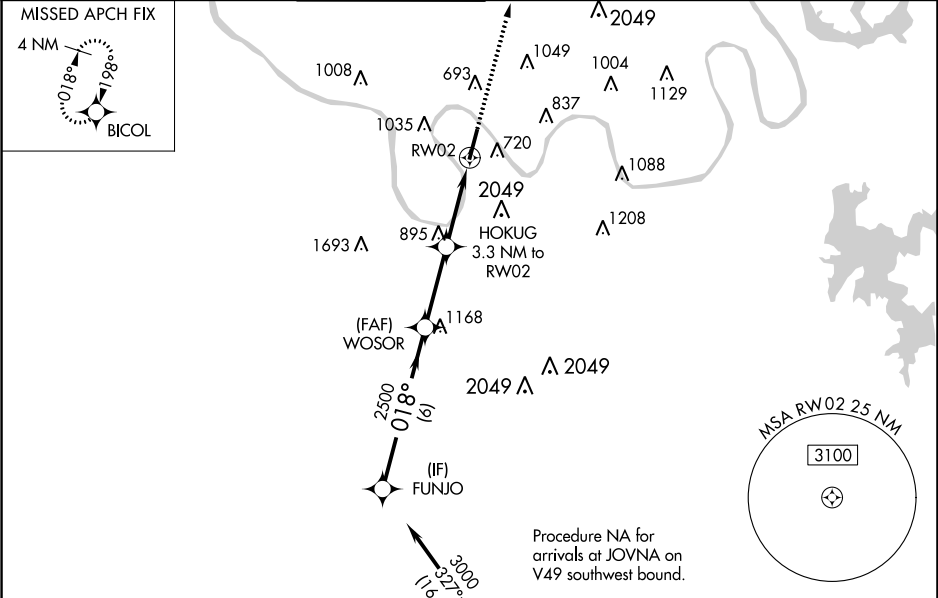 MISSED APCH FIX
4 NM
018°
198°
BICOL
2049
1049
1008
693
1004
1129
837
1035
RW02
720
1088
2049
1208
HOKUG
3.3 NM to
RW02
895
1693
(FAF)
WOSOR
1168
2049
2049
2500
018°
(6)
(IF)
FUNJO
MSA RW02 25 NM
3100
3000
327°
(16
Procedure NA for
arrivals at JOVNA on
V49 southwest bound.